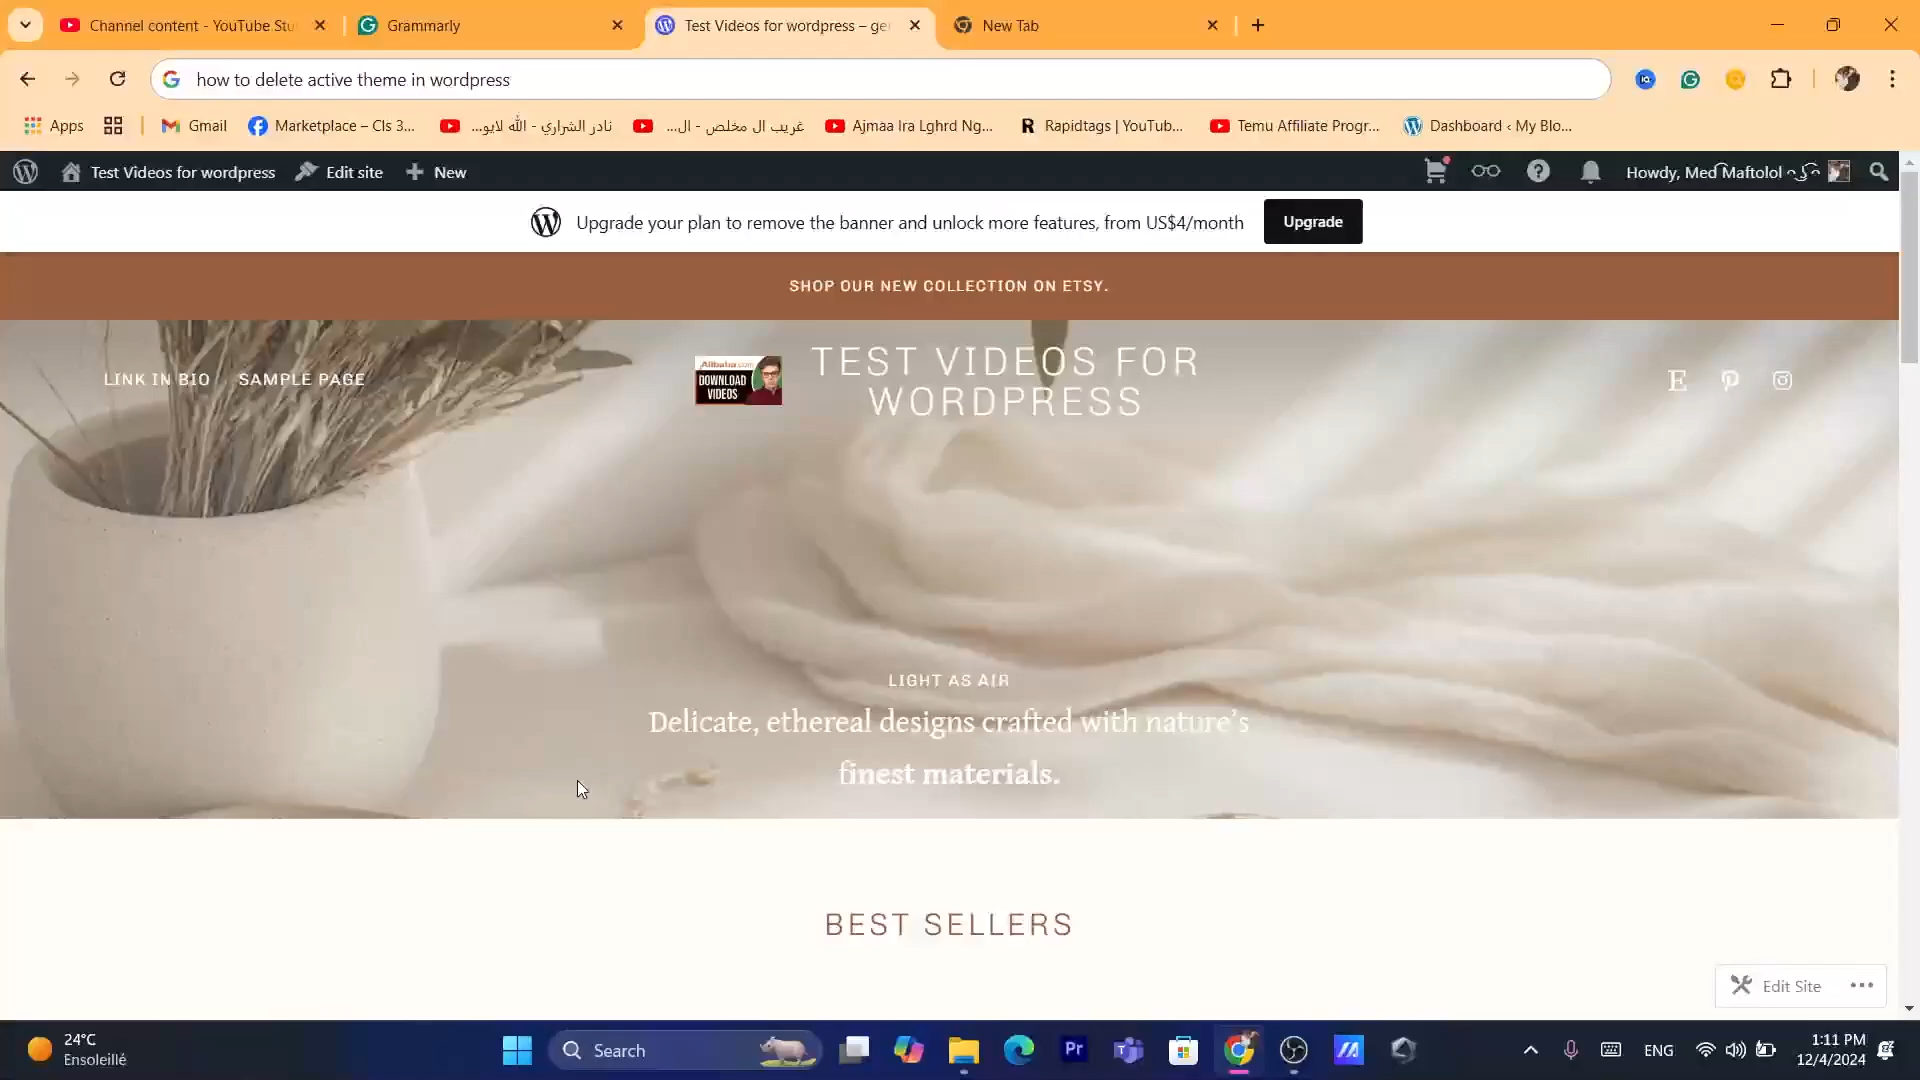 Channel content - YouTube Stu
Grammarly
Test Videos for wordpress – ge
New Tab
how to delete active theme in wordpress
Apps
Gmail
Marketplace – Cls 3...
نادر الشراري - الله لايو...
غريب ال مخلص - ال...
Ajmaa Ira Lghrd Ng...
Rapidtags | YouTub...
Temu Affiliate Progr...
Dashboard ‹ My Blo...
Test Videos for wordpress
Edit site
New
Howdy, Med Maftolol
Upgrade your plan to remove the banner and unlock more features, from US$4/month
Upgrade
SHOP OUR NEW COLLECTION ON ETSY.
LINK IN BIO
SAMPLE PAGE
Alibaba.com
DOWNLOAD
VIDEOS
TEST VIDEOS FOR
WORDPRESS
LIGHT AS AIR
Delicate, ethereal designs crafted with nature’s
finest materials.
BEST SELLERS
Edit Site
24°C
Ensoleillé
Search
Pr
ENG
1:11 PM
12/4/2024